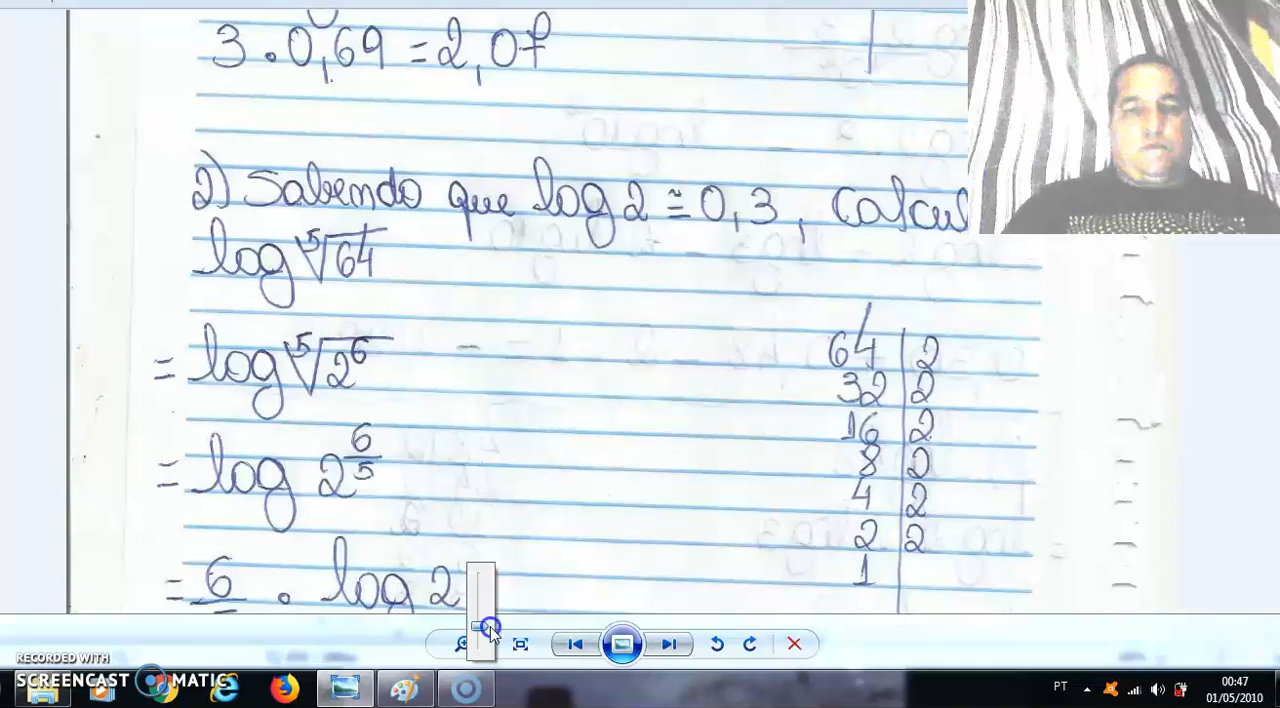 3 . 0,69 = 2,07
2) Sabendo que log 2 ≅ 0,3, calcul
log ⁵√64
= log ⁵√2⁶
= log 2^(6/5)
= 6 . log 2
64 | 2
32 | 2
16 | 2
8 | 2
4 | 2
2 | 2
1
RECORDED WITH
SCREENCAST MATIC
PT
00:47
01/05/2010